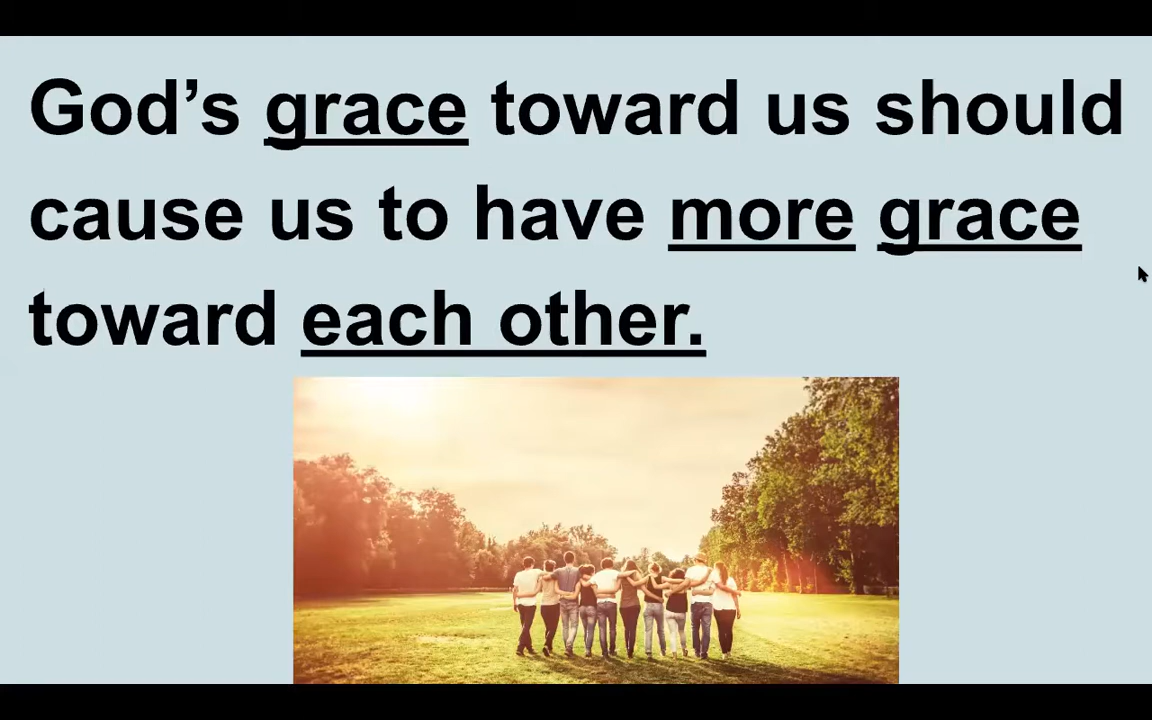 God’s grace toward us should
cause us to have more grace
toward each other.